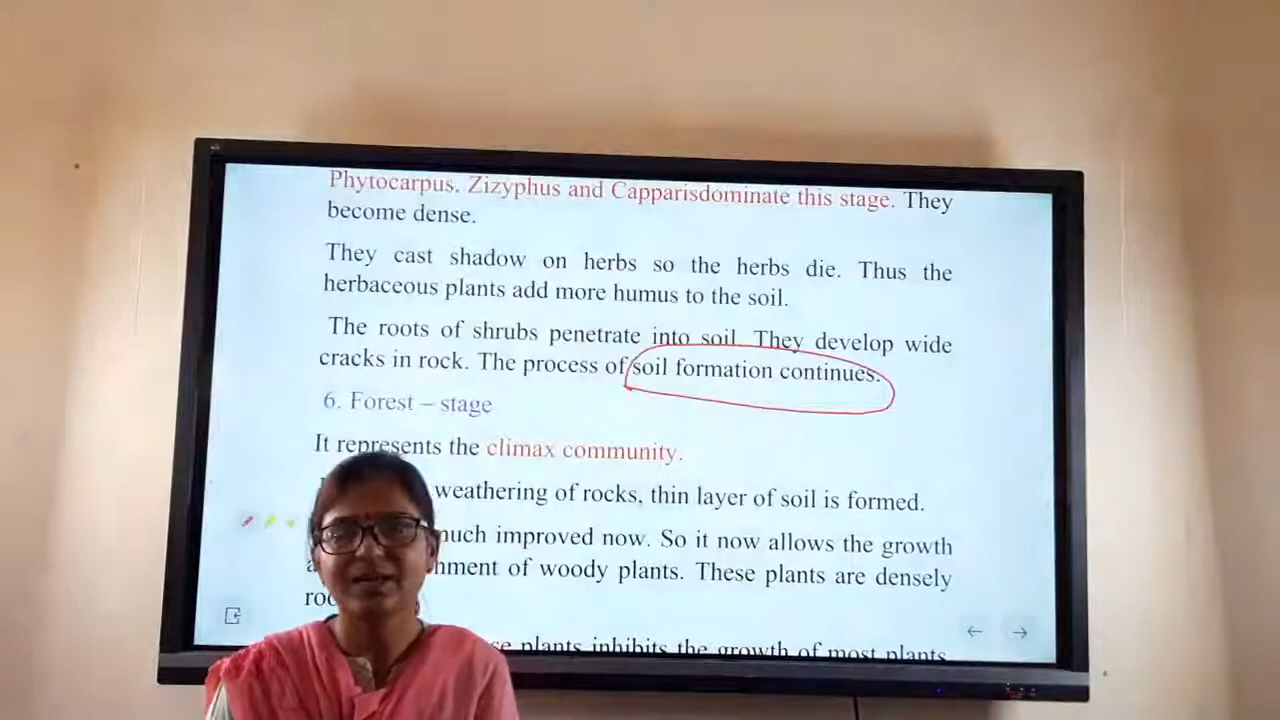 Phytocarpus. Zizyphus and Capparisdominate this stage. They
become dense.
They cast shadow on herbs so the herbs die. Thus the
herbaceous plants add more humus to the soil.
The roots of shrubs penetrate into soil. They develop wide
cracks in rock. The process of soil formation continues.
6. Forest – stage
It represents the climax community.
weathering of rocks, thin layer of soil is formed.
much improved now. So it now allows the growth
of woody plants. These plants are densely
plants inhibits the growth of most plants